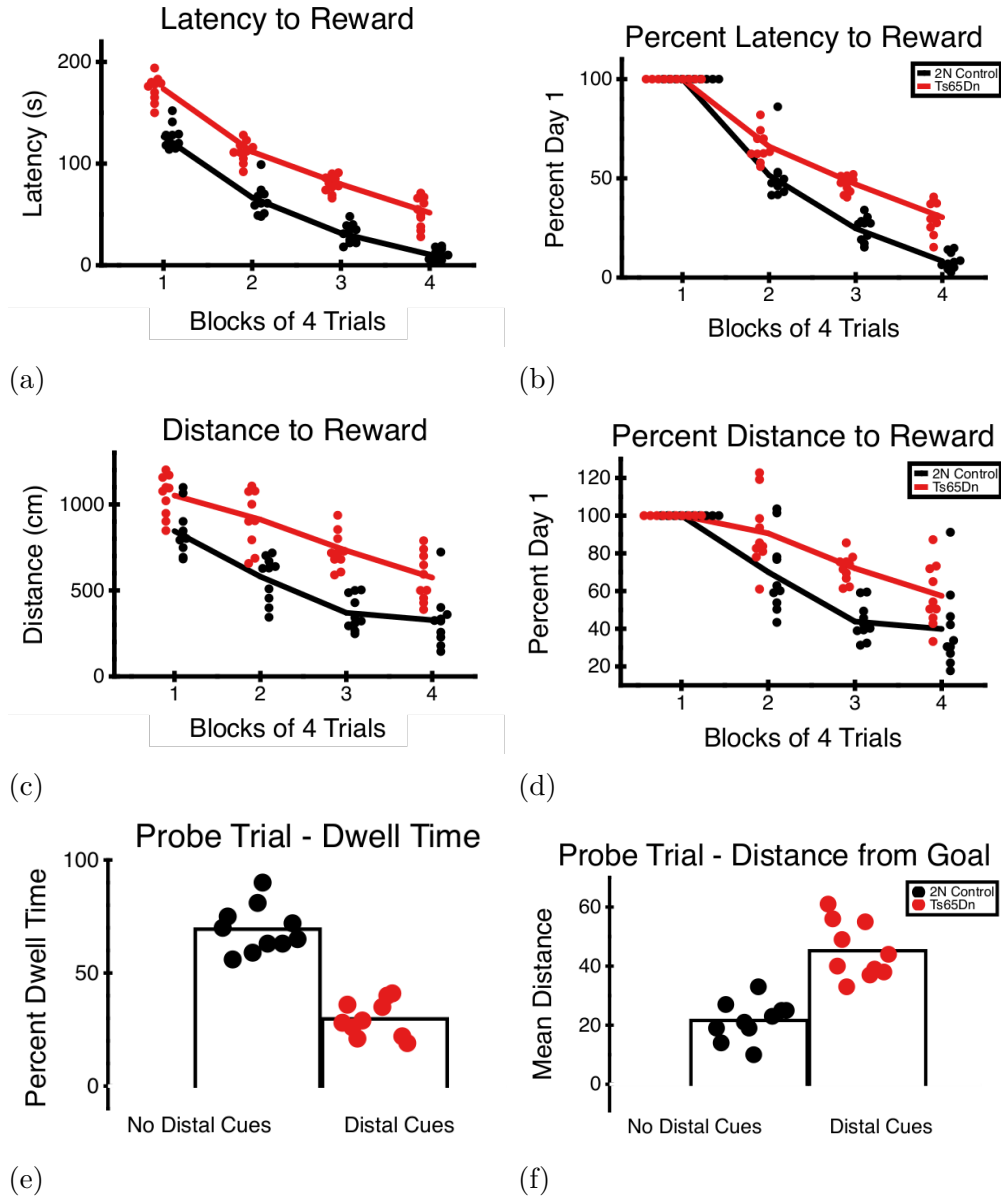 Latency to Reward
Latency (s)
200
100
0
1 2 3 4
Blocks of 4 Trials
(a)
Percent Latency to Reward
2N Control
Ts65Dn
Percent Day 1
100
50
0
1 2 3 4
Blocks of 4 Trials
(b)
Distance to Reward
Distance (cm)
1000
500
0
1 2 3 4
Blocks of 4 Trials
(c)
Percent Distance to Reward
2N Control
Ts65Dn
Percent Day 1
120
100
80
60
40
20
1 2 3 4
Blocks of 4 Trials
(d)
Probe Trial - Dwell Time
Percent Dwell Time
100
50
0
No Distal Cues Distal Cues
(e)
Probe Trial - Distance from Goal
2N Control
Ts65Dn
Mean Distance
60
40
20
0
No Distal Cues Distal Cues
(f)